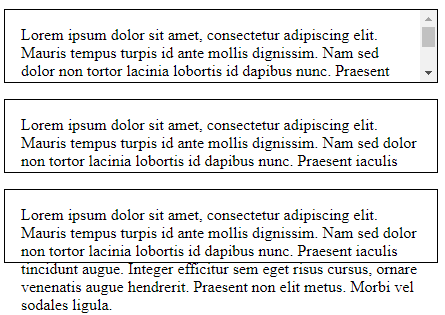 Lorem ipsum dolor sit amet, consectetur adipiscing elit.
Mauris tempus turpis id ante mollis dignissim. Nam sed
dolor non tortor lacinia lobortis id dapibus nunc. Praesent
Lorem ipsum dolor sit amet, consectetur adipiscing elit.
Mauris tempus turpis id ante mollis dignissim. Nam sed dolor
non tortor lacinia lobortis id dapibus nunc. Praesent iaculis
Lorem ipsum dolor sit amet, consectetur adipiscing elit.
Mauris tempus turpis id ante mollis dignissim. Nam sed dolor
non tortor lacinia lobortis id dapibus nunc. Praesent iaculis
tincidunt augue. Integer efficitur sem eget risus cursus, ornare
venenatis augue hendrerit. Praesent non elit metus. Morbi vel
sodales ligula.